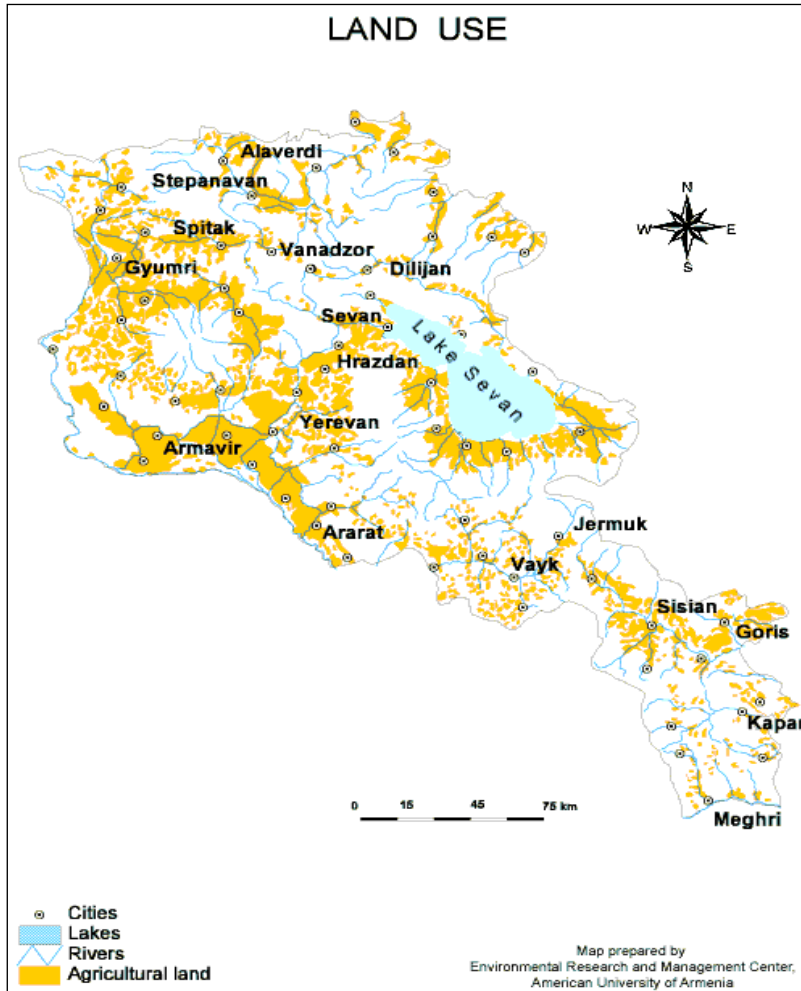 LAND USE
Alaverdi
Stepanavan
Spitak
Vanadzor
Gyumri
Dilijan
Sevan
Lake Sevan
Hrazdan
Yerevan
Armavir
Ararat
Jermuk
Vayk
Sisian
Goris
Kapan
Meghri
N
W E
S
0 15 45 75 km
Cities
Lakes
Rivers
Agricultural land
Map prepared by
Environmental Research and Management Center,
American University of Armenia